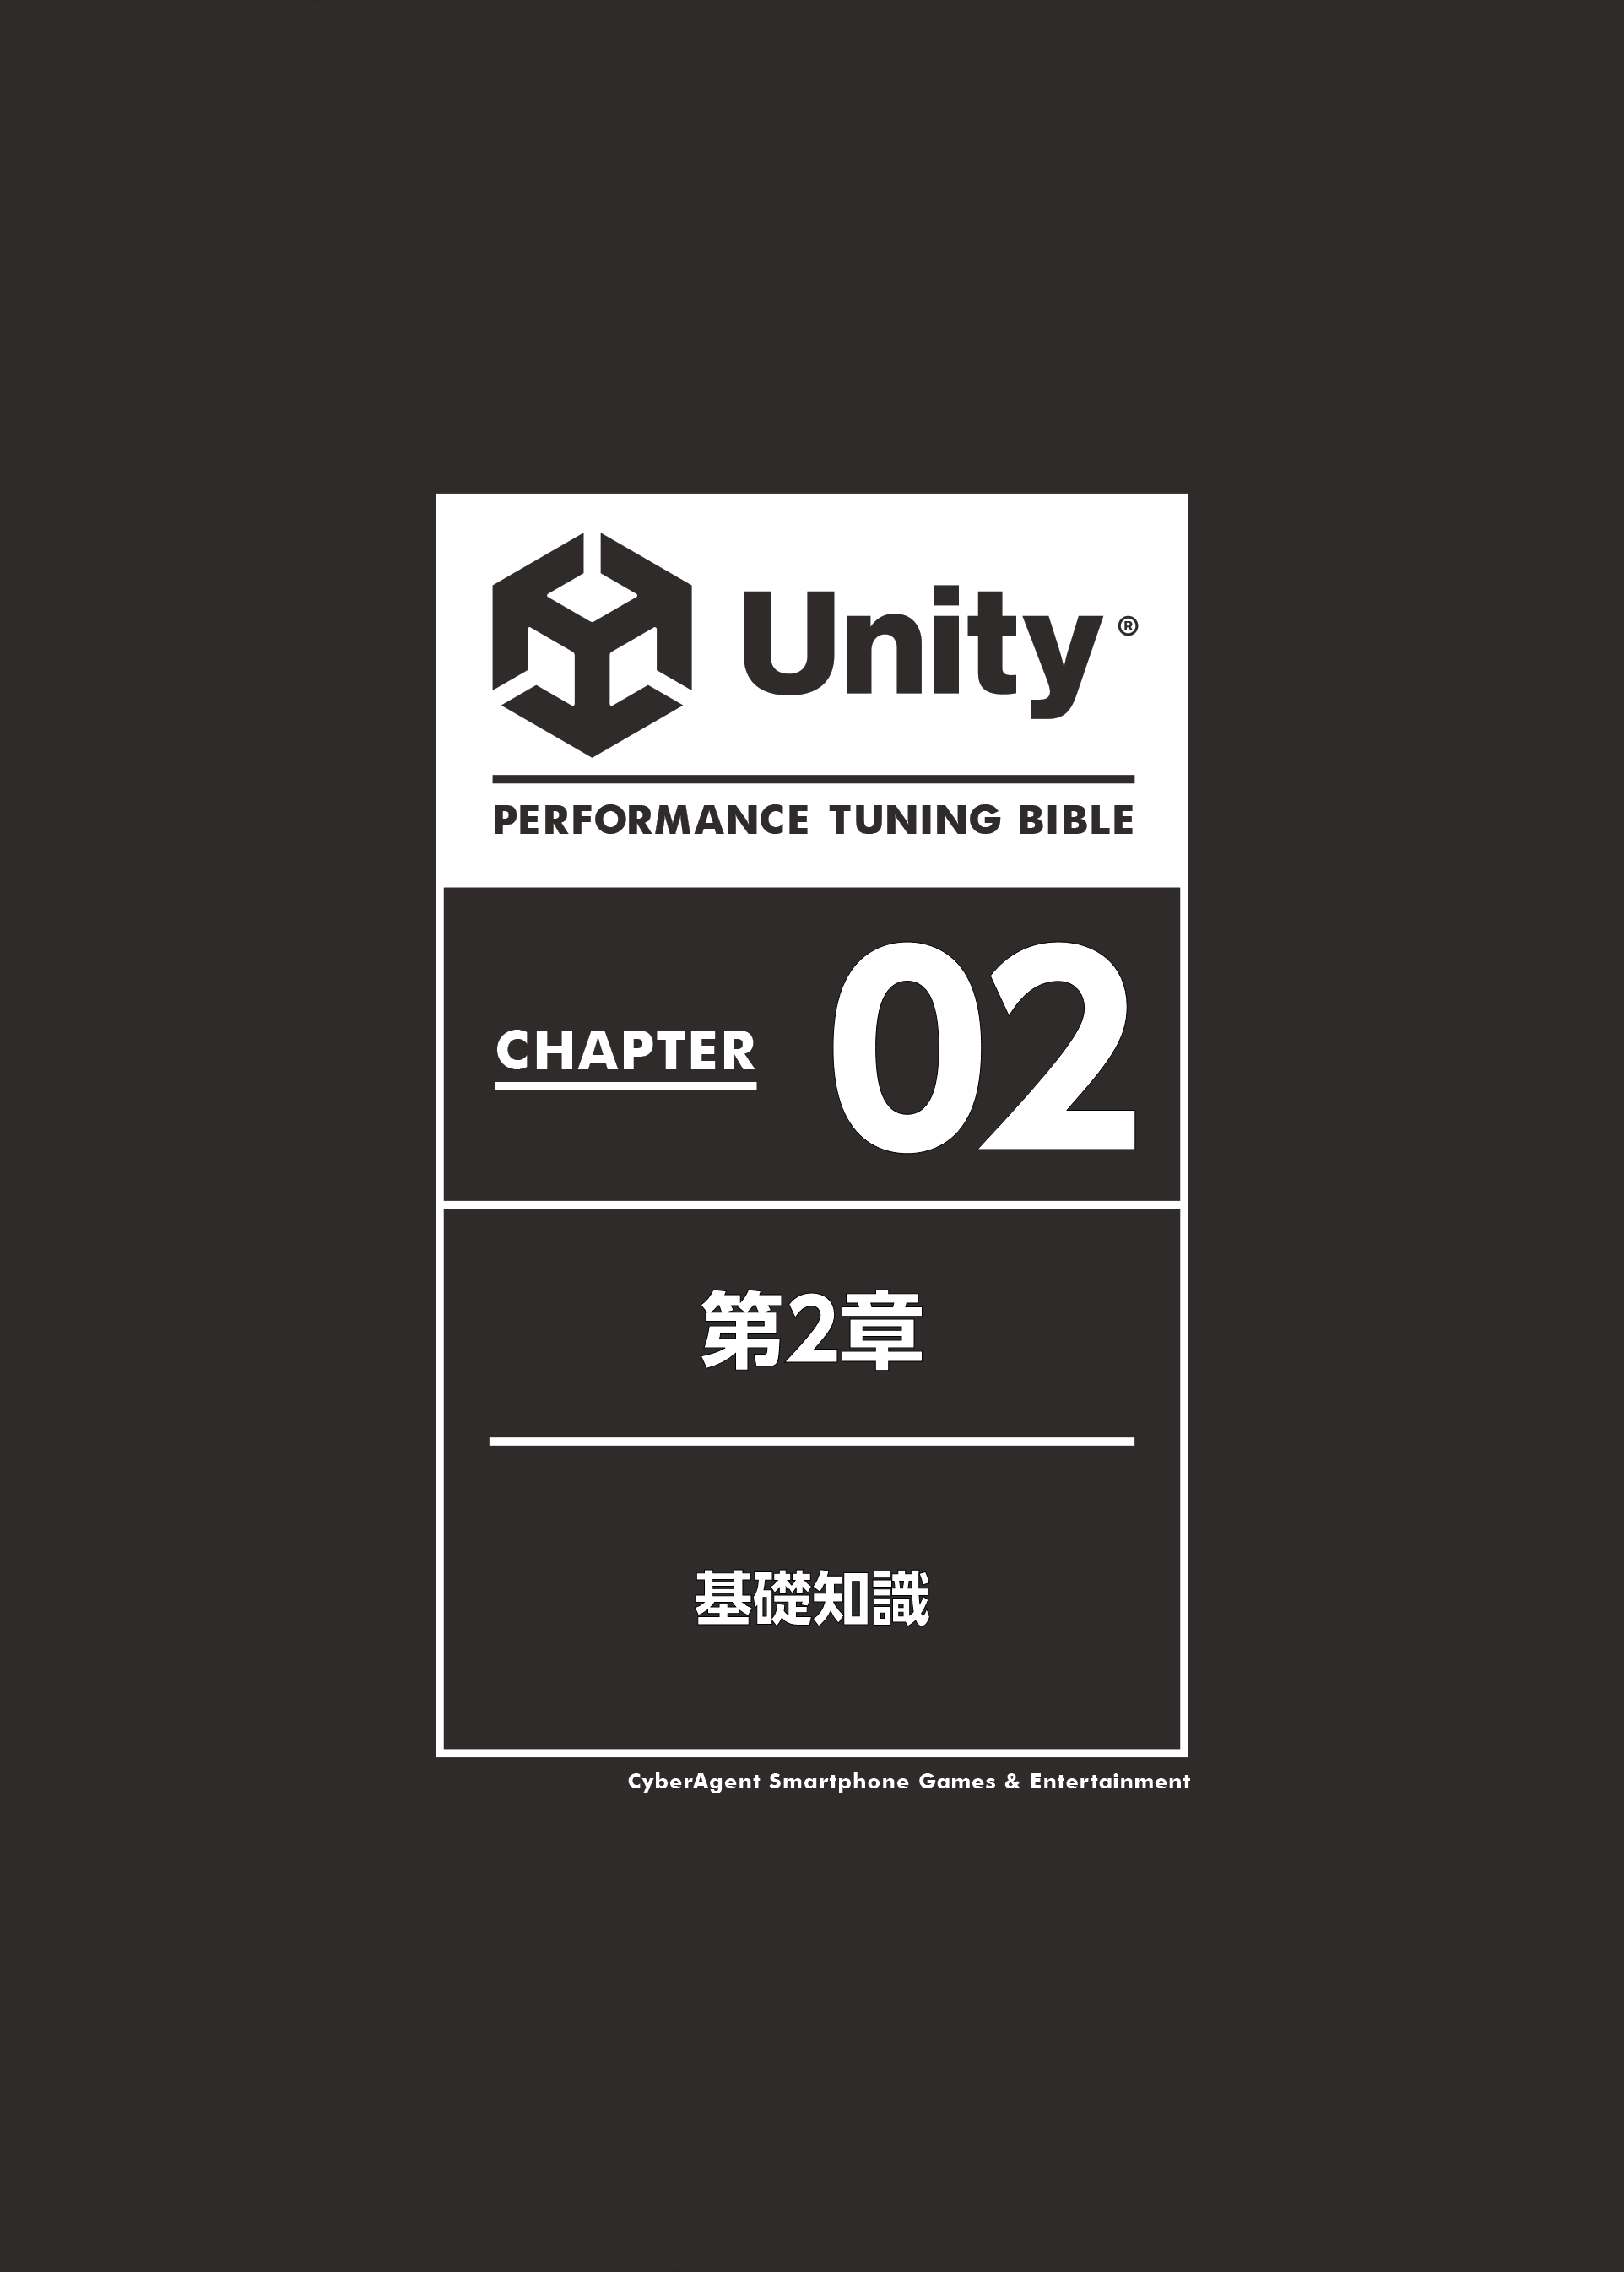 Unity®
PERFORMANCE TUNING BIBLE
CHAPTER 02
第2章
基礎知識
CyberAgent Smartphone Games & Entertainment